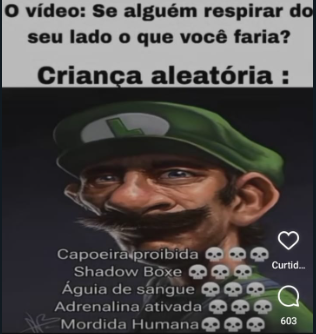 O vídeo: Se alguém respirar do
seu lado o que você faria?
Criança aleatória :
L
Capoeira proibida 💀💀💀
Shadow Boxe 💀💀💀
Águia de sangue 💀💀💀
Adrenalina ativada 💀💀💀
Mordida Humana💀💀💀
Curtid...
603